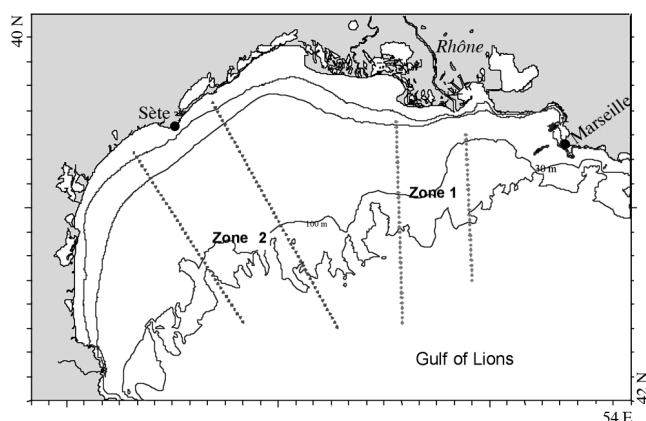 40 N
Rhône
Sète
Marseille
30 m
Zone 1
100 m
Zone 2
Gulf of Lions
42 N
54 E